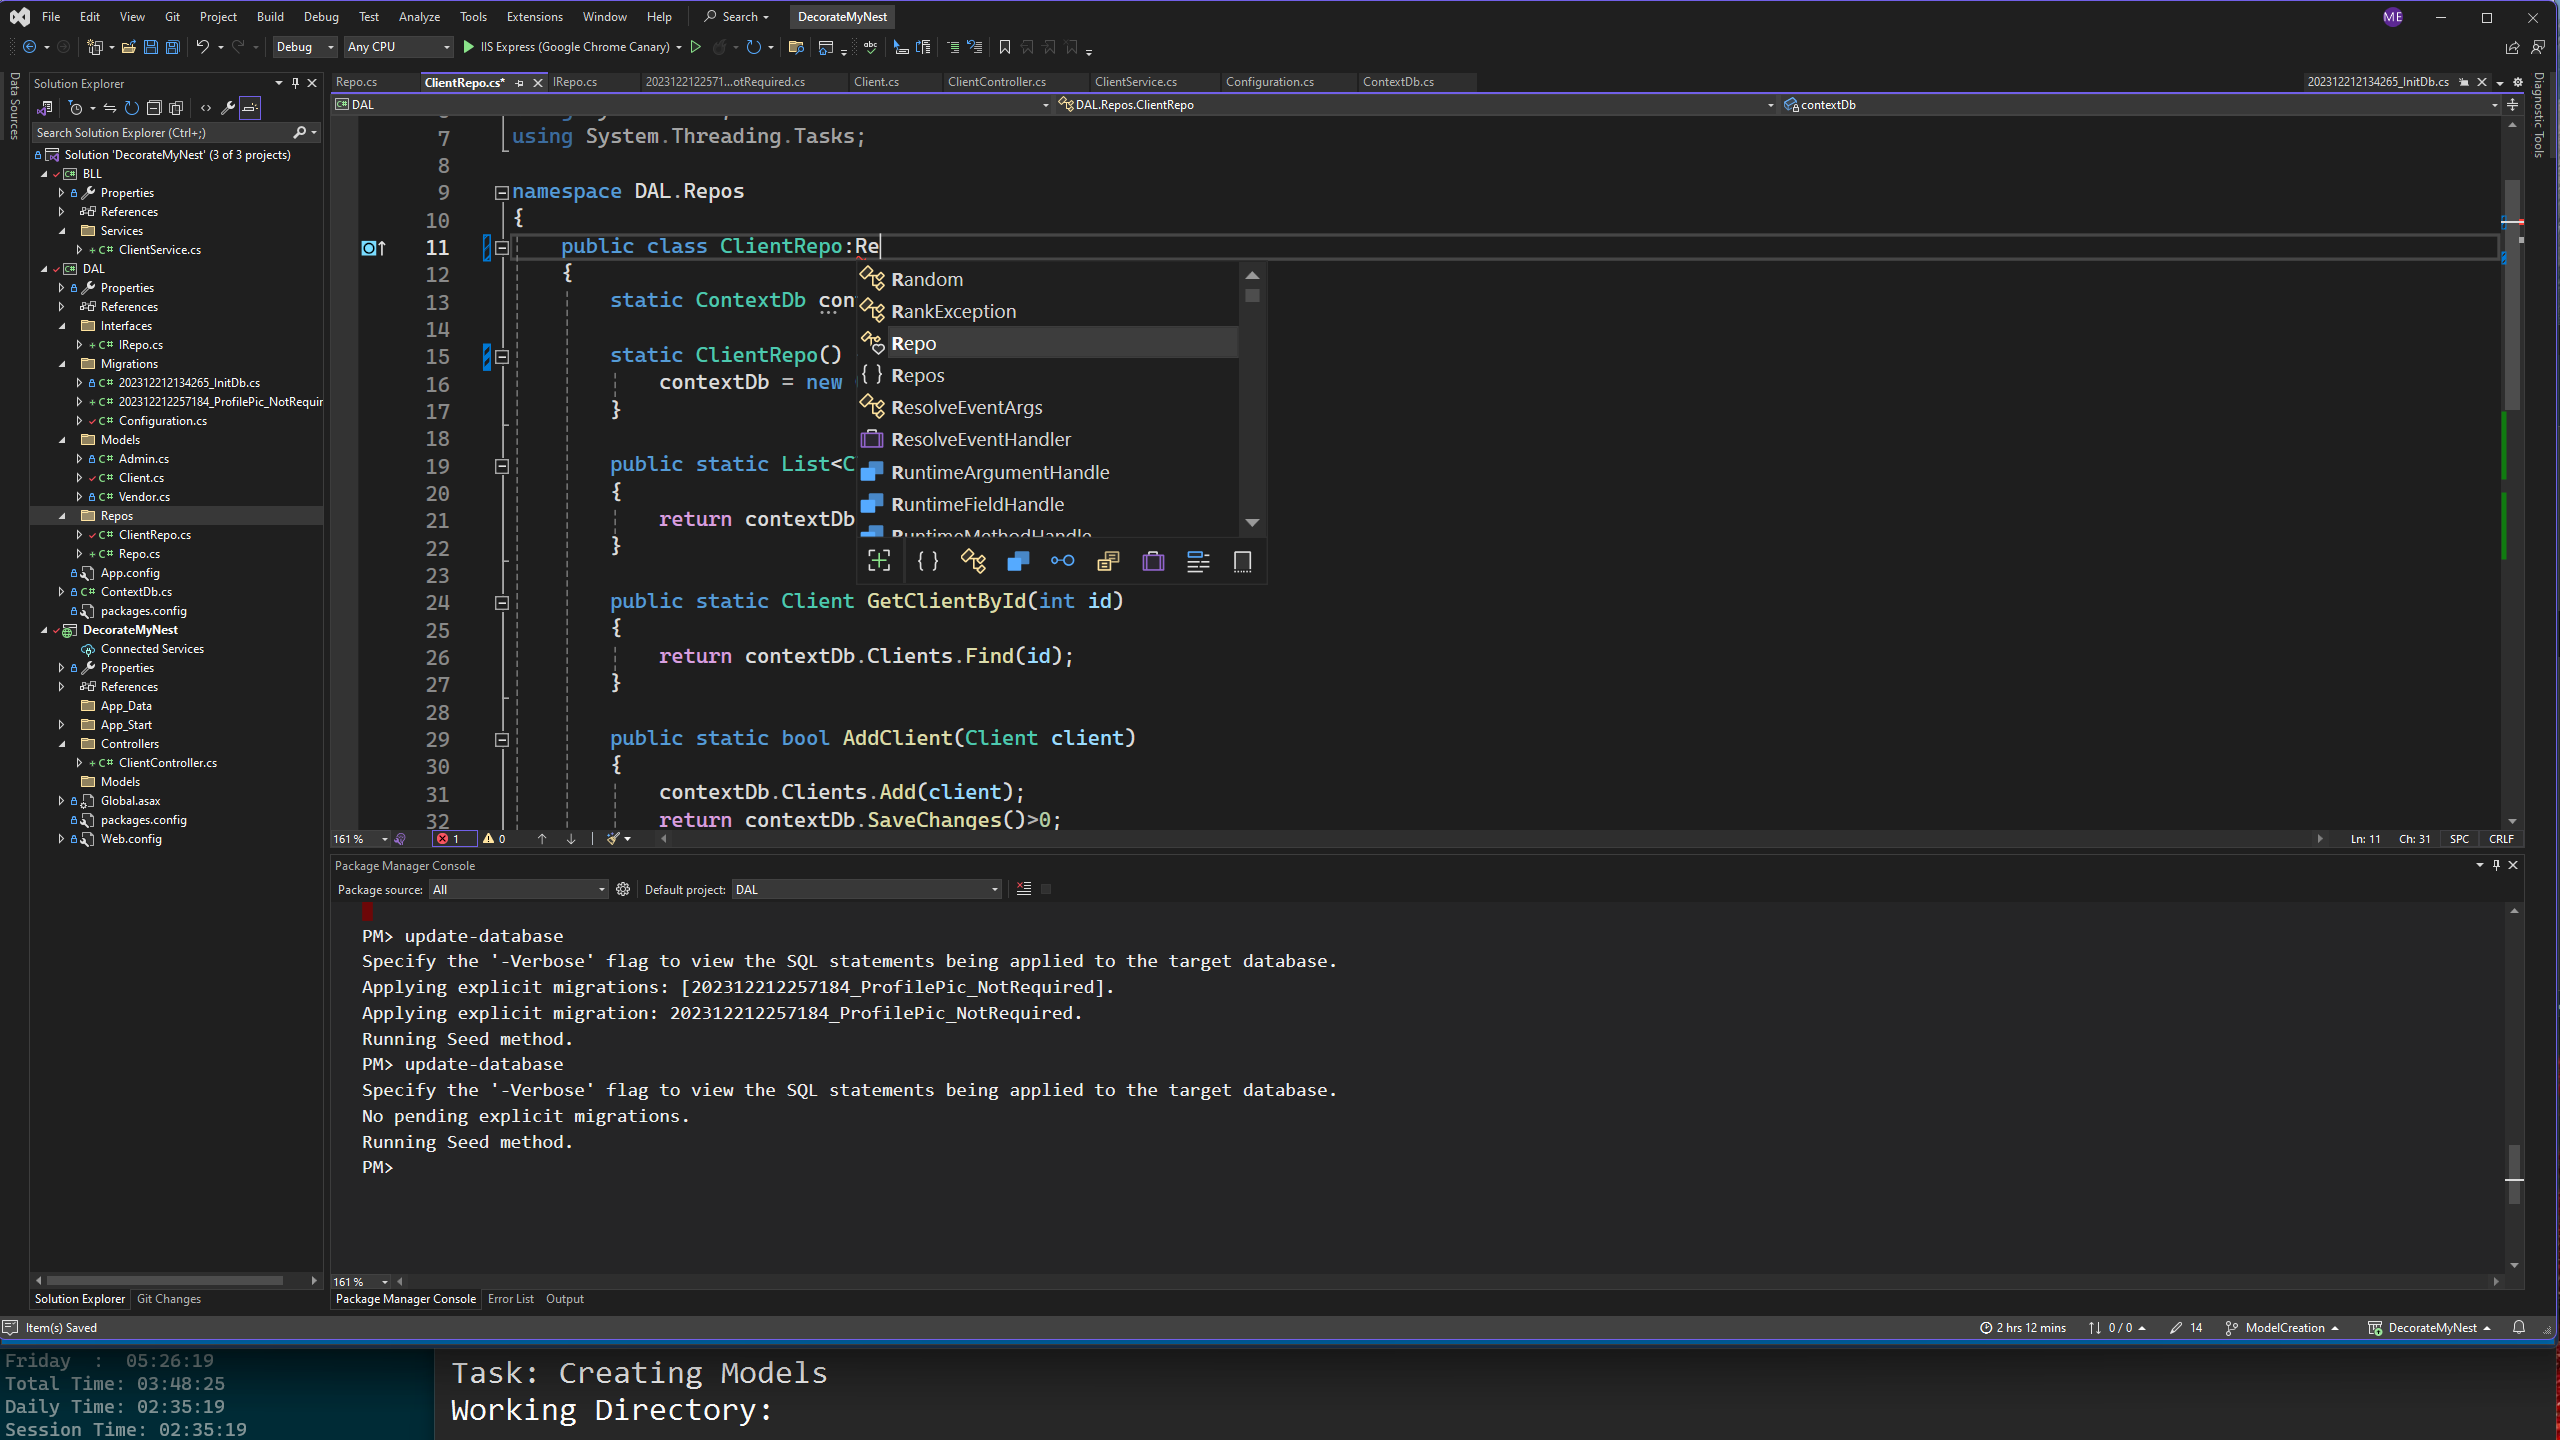 File Edit View Git Project Build Debug Test Analyze Tools Extensions Window Help Search DecorateMyNest ME
Debug Any CPU IIS Express (Google Chrome Canary)
Data Sources
Solution Explorer
Search Solution Explorer (Ctrl+;)
Solution 'DecorateMyNest' (3 of 3 projects)
BLL
Properties
References
Services
C# ClientService.cs
DAL
Properties
References
Interfaces
C# IRepo.cs
Migrations
C# 202312212134265_InitDb.cs
C# 202312212257184_ProfilePic_NotRequir
C# Configuration.cs
Models
C# Admin.cs
C# Client.cs
C# Vendor.cs
Repos
C# ClientRepo.cs
C# Repo.cs
App.config
C# ContextDb.cs
packages.config
DecorateMyNest
Connected Services
Properties
References
App_Data
App_Start
Controllers
C# ClientController.cs
Models
Global.asax
packages.config
Web.config
Solution Explorer Git Changes
Repo.cs ClientRepo.cs* IRepo.cs 2023122122571...otRequired.cs Client.cs ClientController.cs ClientService.cs Configuration.cs ContextDb.cs 202312212134265_InitDb.cs
DAL DAL.Repos.ClientRepo contextDb
7 using System.Threading.Tasks;
8
9 namespace DAL.Repos
10 {
11 public class ClientRepo:Re
12 {
13 static ContextDb con
14
15 static ClientRepo()
16 contextDb = new
17 }
18
19 public static List<C
20 {
21 return contextDb
22 }
23
24 public static Client GetClientById(int id)
25 {
26 return contextDb.Clients.Find(id);
27 }
28
29 public static bool AddClient(Client client)
30 {
31 contextDb.Clients.Add(client);
32 return contextDb.SaveChanges()>0;
Random
RankException
Repo
{ } Repos
ResolveEventArgs
ResolveEventHandler
RuntimeArgumentHandle
RuntimeFieldHandle
RuntimeMethodHandle
161 % 1 0 Ln: 11 Ch: 31 SPC CRLF
Diagnostic Tools
Package Manager Console
Package source: All Default project: DAL
PM> update-database
Specify the '-Verbose' flag to view the SQL statements being applied to the target database.
Applying explicit migrations: [202312212257184_ProfilePic_NotRequired].
Applying explicit migration: 202312212257184_ProfilePic_NotRequired.
Running Seed method.
PM> update-database
Specify the '-Verbose' flag to view the SQL statements being applied to the target database.
No pending explicit migrations.
Running Seed method.
PM>
161 %
Package Manager Console Error List Output
Item(s) Saved 2 hrs 12 mins 0 / 0 14 ModelCreation DecorateMyNest
Friday : 05:26:19
Total Time: 03:48:25
Daily Time: 02:35:19
Session Time: 02:35:19
Task: Creating Models
Working Directory: